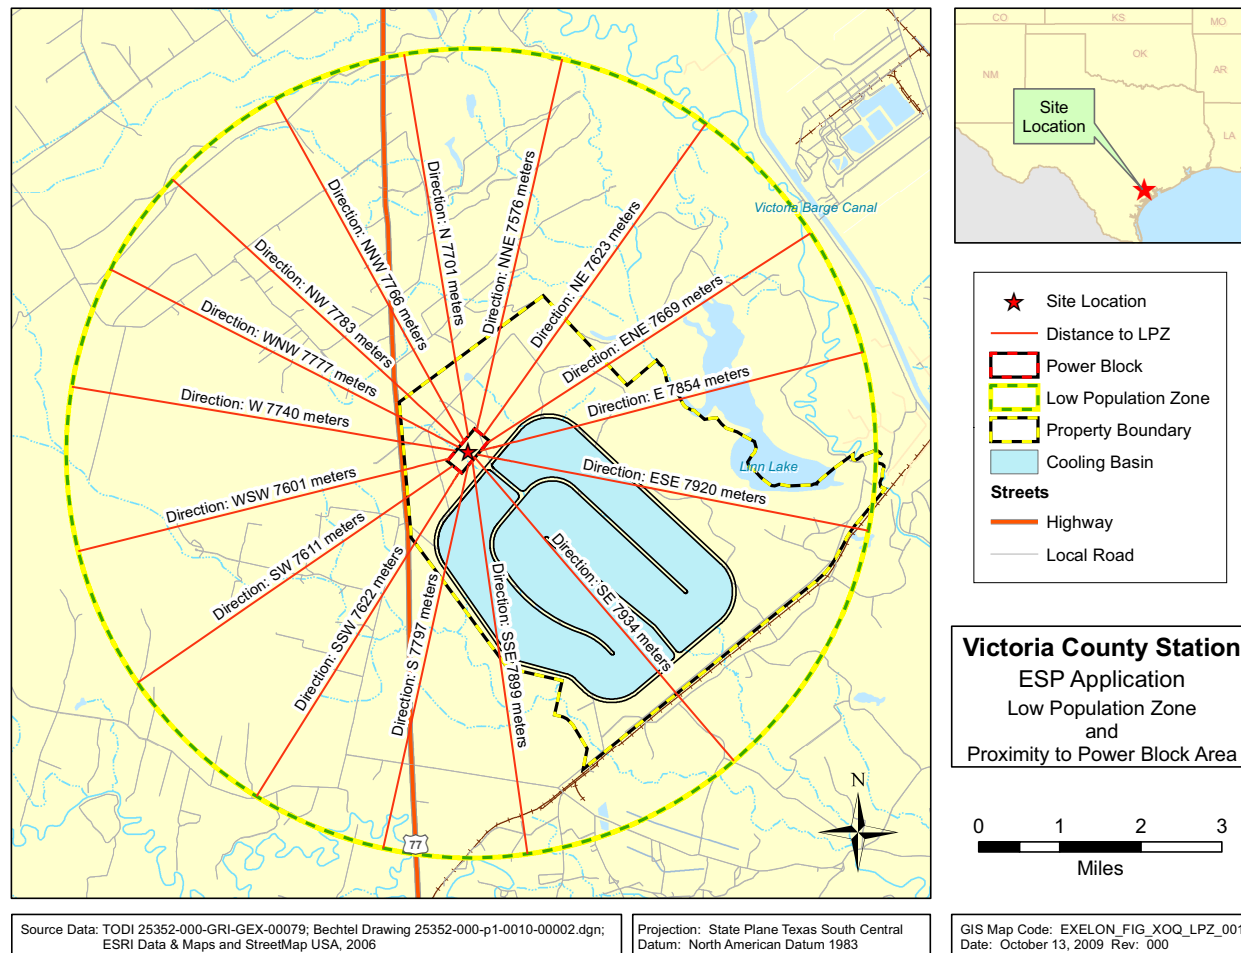 Direction: NNW 7766 meters
Direction: N 7701 meters
Direction: NNE 7576 meters
Direction: NE 7623 meters
Direction: NW 7783 meters
Direction: WNW 7777 meters
Direction: ENE 7669 meters
Direction: W 7740 meters
Direction: E 7854 meters
Direction: WSW 7601 meters
Direction: ESE 7920 meters
Direction: SW 7611 meters
Direction: SSW 7622 meters
Direction: S 7797 meters
Direction: SSE 7899 meters
Direction: SE 7934 meters
Victoria Barge Canal
Linn Lake
77
N
CO
KS
MO
OK
NM
AR
LA
Site
Location
Site Location
Distance to LPZ
Power Block
Low Population Zone
Property Boundary
Cooling Basin
Streets
Highway
Local Road
Victoria County Station
ESP Application
Low Population Zone
and
Proximity to Power Block Area
0 1 2 3
Miles
Source Data: TODI 25352-000-GRI-GEX-00079; Bechtel Drawing 25352-000-p1-0010-00002.dgn;
ESRI Data & Maps and StreetMap USA, 2006
Projection: State Plane Texas South Central
Datum: North American Datum 1983
GIS Map Code: EXELON_FIG_XOQ_LPZ_001
Date: October 13, 2009 Rev: 000